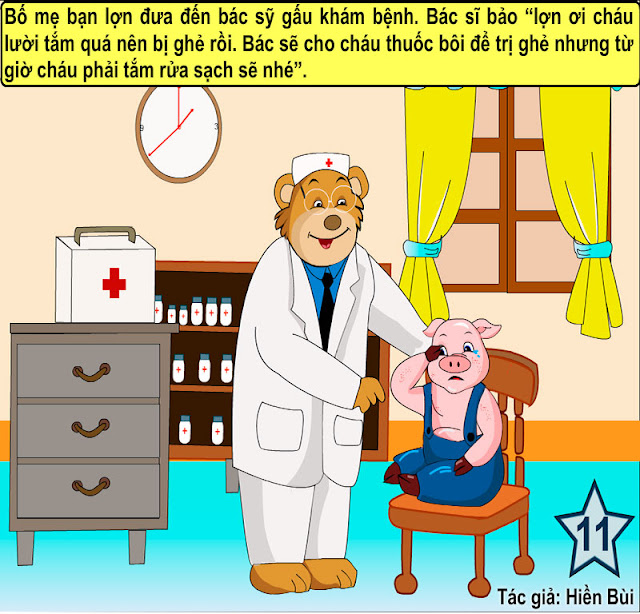 Bố mẹ bạn lợn đưa đến bác sỹ gấu khám bệnh. Bác sĩ bảo “lợn ơi cháu
lười tắm quá nên bị ghẻ rồi. Bác sẽ cho cháu thuốc bôi để trị ghẻ nhưng từ
giờ cháu phải tắm rửa sạch sẽ nhé”.
9 3
11
Tác giả: Hiền Bùi